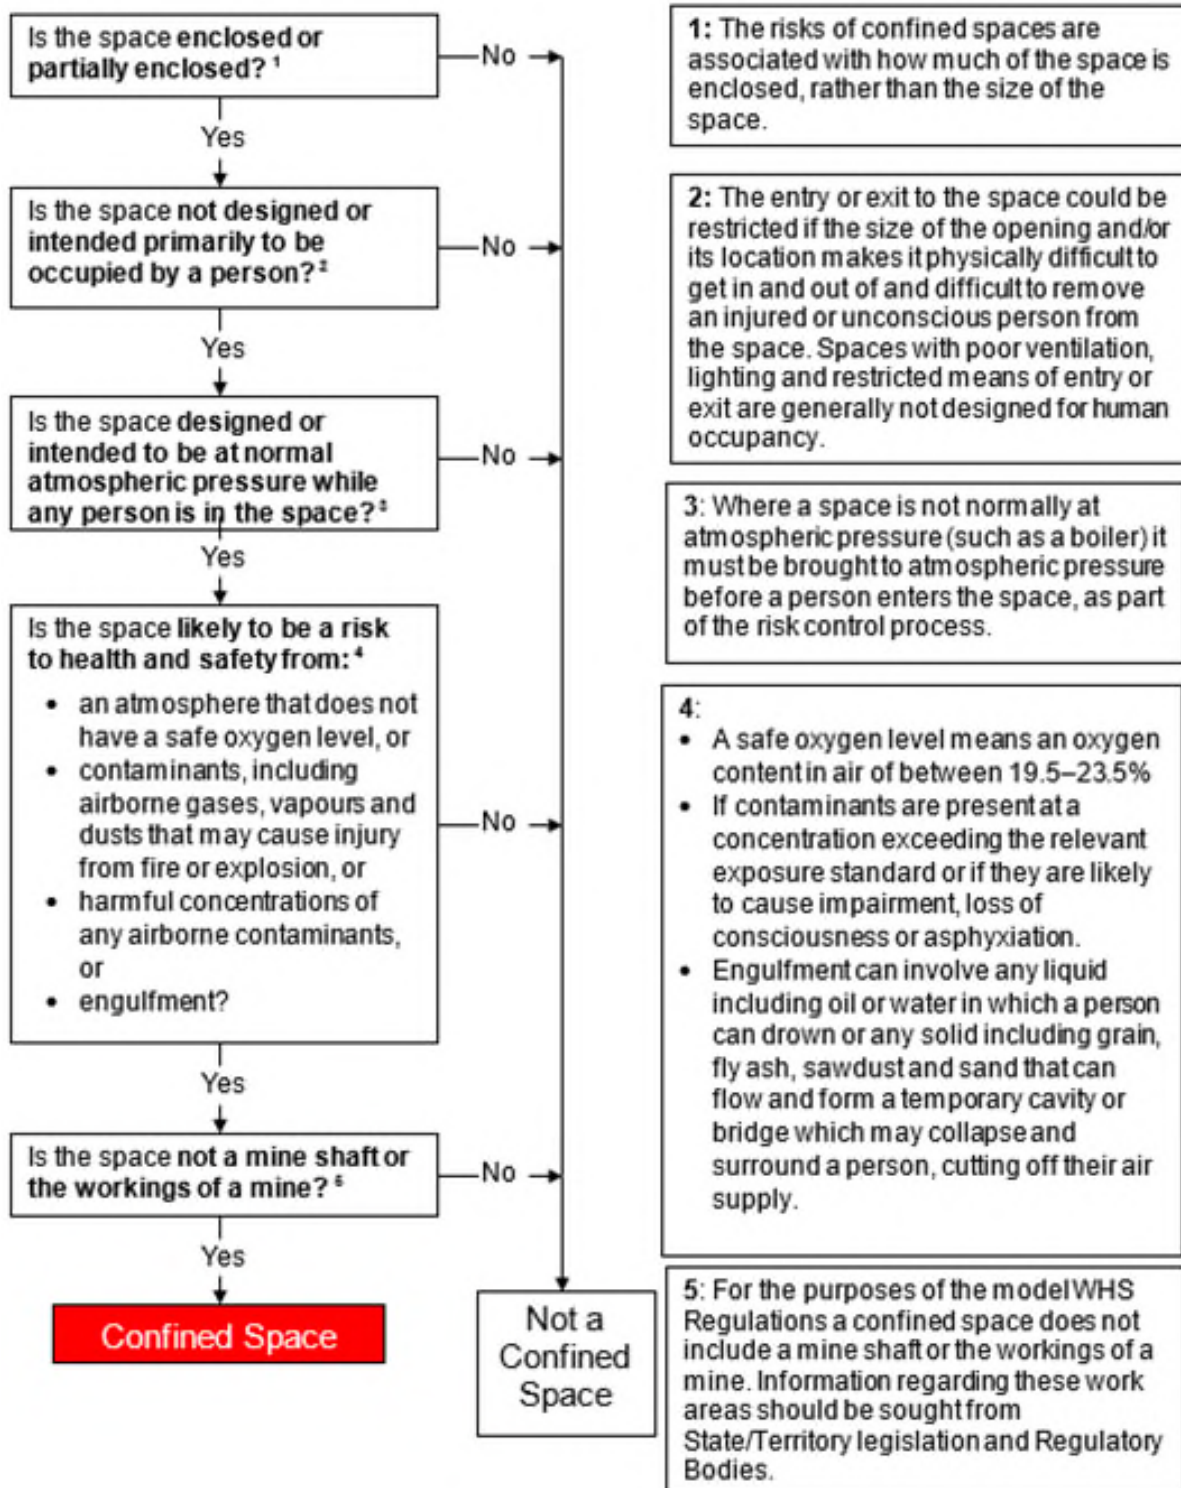 Is the space enclosed or
partially enclosed? ¹
No
Yes
Is the space not designed or
intended primarily to be
occupied by a person? ²
No
Yes
Is the space designed or
intended to be at normal
atmospheric pressure while
any person is in the space? ³
No
Yes
Is the space likely to be a risk
to health and safety from: ⁴
• an atmosphere that does not
have a safe oxygen level, or
• contaminants, including
airborne gases, vapours and
dusts that may cause injury
from fire or explosion, or
• harmful concentrations of
any airborne contaminants,
or
• engulfment?
No
Yes
Is the space not a mine shaft or
the workings of a mine? ⁵
No
Yes
Confined Space
Not a
Confined
Space
1: The risks of confined spaces are
associated with how much of the space is
enclosed, rather than the size of the
space.
2: The entry or exit to the space could be
restricted if the size of the opening and/or
its location makes it physically difficult to
get in and out of and difficult to remove
an injured or unconscious person from
the space. Spaces with poor ventilation,
lighting and restricted means of entry or
exit are generally not designed for human
occupancy.
3: Where a space is not normally at
atmospheric pressure (such as a boiler) it
must be brought to atmospheric pressure
before a person enters the space, as part
of the risk control process.
4:
• A safe oxygen level means an oxygen
content in air of between 19.5–23.5%
• If contaminants are present at a
concentration exceeding the relevant
exposure standard or if they are likely
to cause impairment, loss of
consciousness or asphyxiation.
• Engulfment can involve any liquid
including oil or water in which a person
can drown or any solid including grain,
fly ash, sawdust and sand that can
flow and form a temporary cavity or
bridge which may collapse and
surround a person, cutting off their air
supply.
5: For the purposes of the model WHS
Regulations a confined space does not
include a mine shaft or the workings of a
mine. Information regarding these work
areas should be sought from
State/Territory legislation and Regulatory
Bodies.